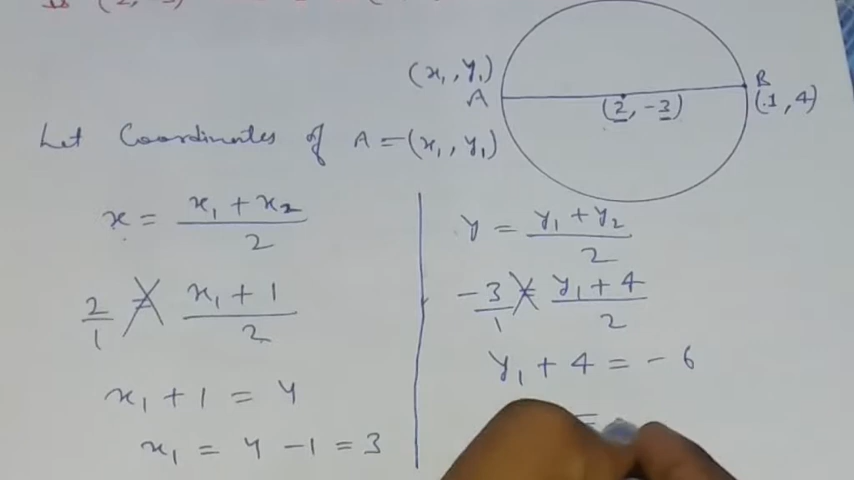 (x₁, y₁)
A
(2, -3)
B
(1, 4)
Let Coordinates of A = (x₁, y₁)
x = (x₁ + x₂)/2
2/1 = (x₁ + 1)/2
x₁ + 1 = 4
x₁ = 4 - 1 = 3
y = (y₁ + y₂)/2
-3/1 = (y₁ + 4)/2
y₁ + 4 = -6
=